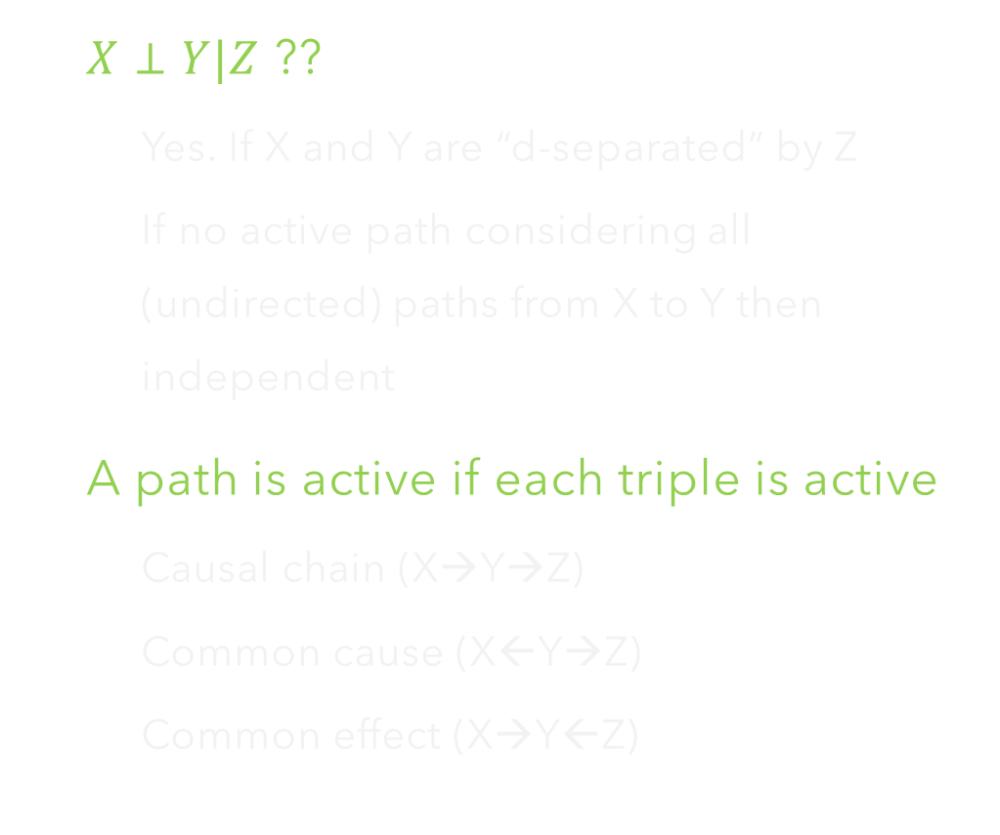 𝑋 ⊥ 𝑌|𝑍 ??
Yes. If X and Y are “d-separated” by Z
If no active path considering all
(undirected) paths from X to Y then
independent
A path is active if each triple is active
Causal chain (X→Y→Z)
Common cause (X←Y→Z)
Common effect (X→Y←Z)